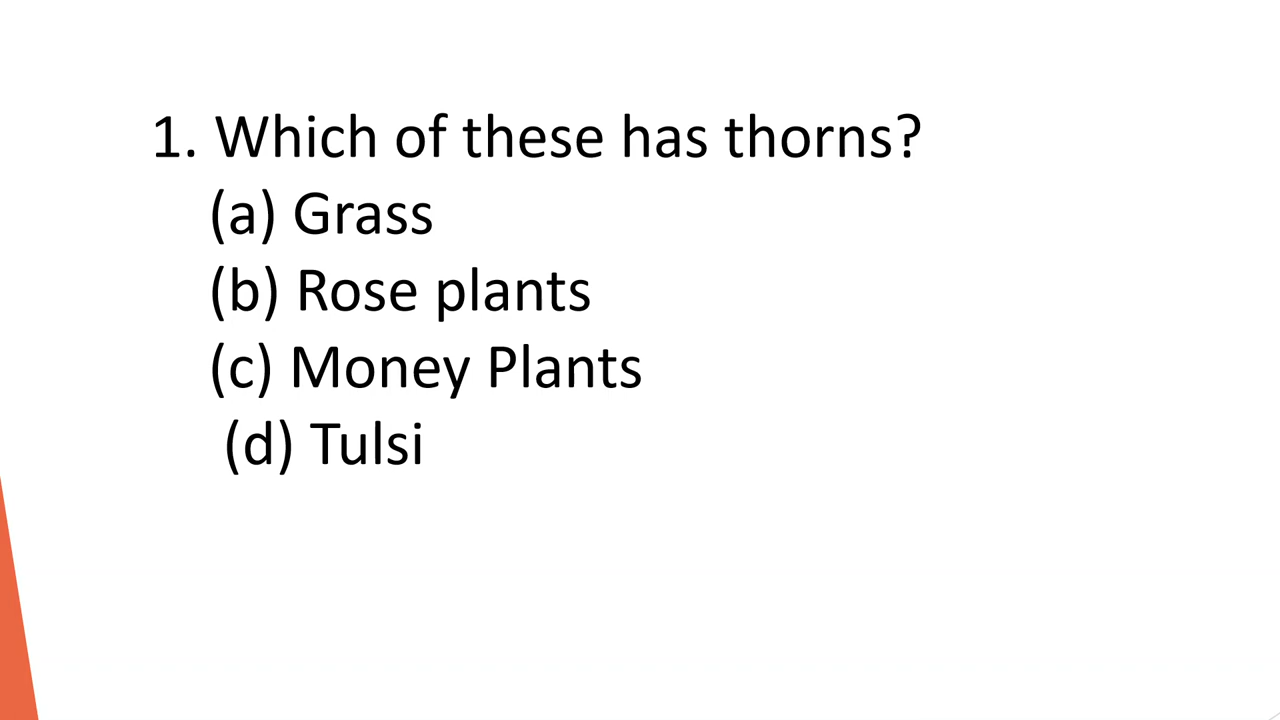 1. Which of these has thorns?
(a) Grass
(b) Rose plants
(c) Money Plants
(d) Tulsi